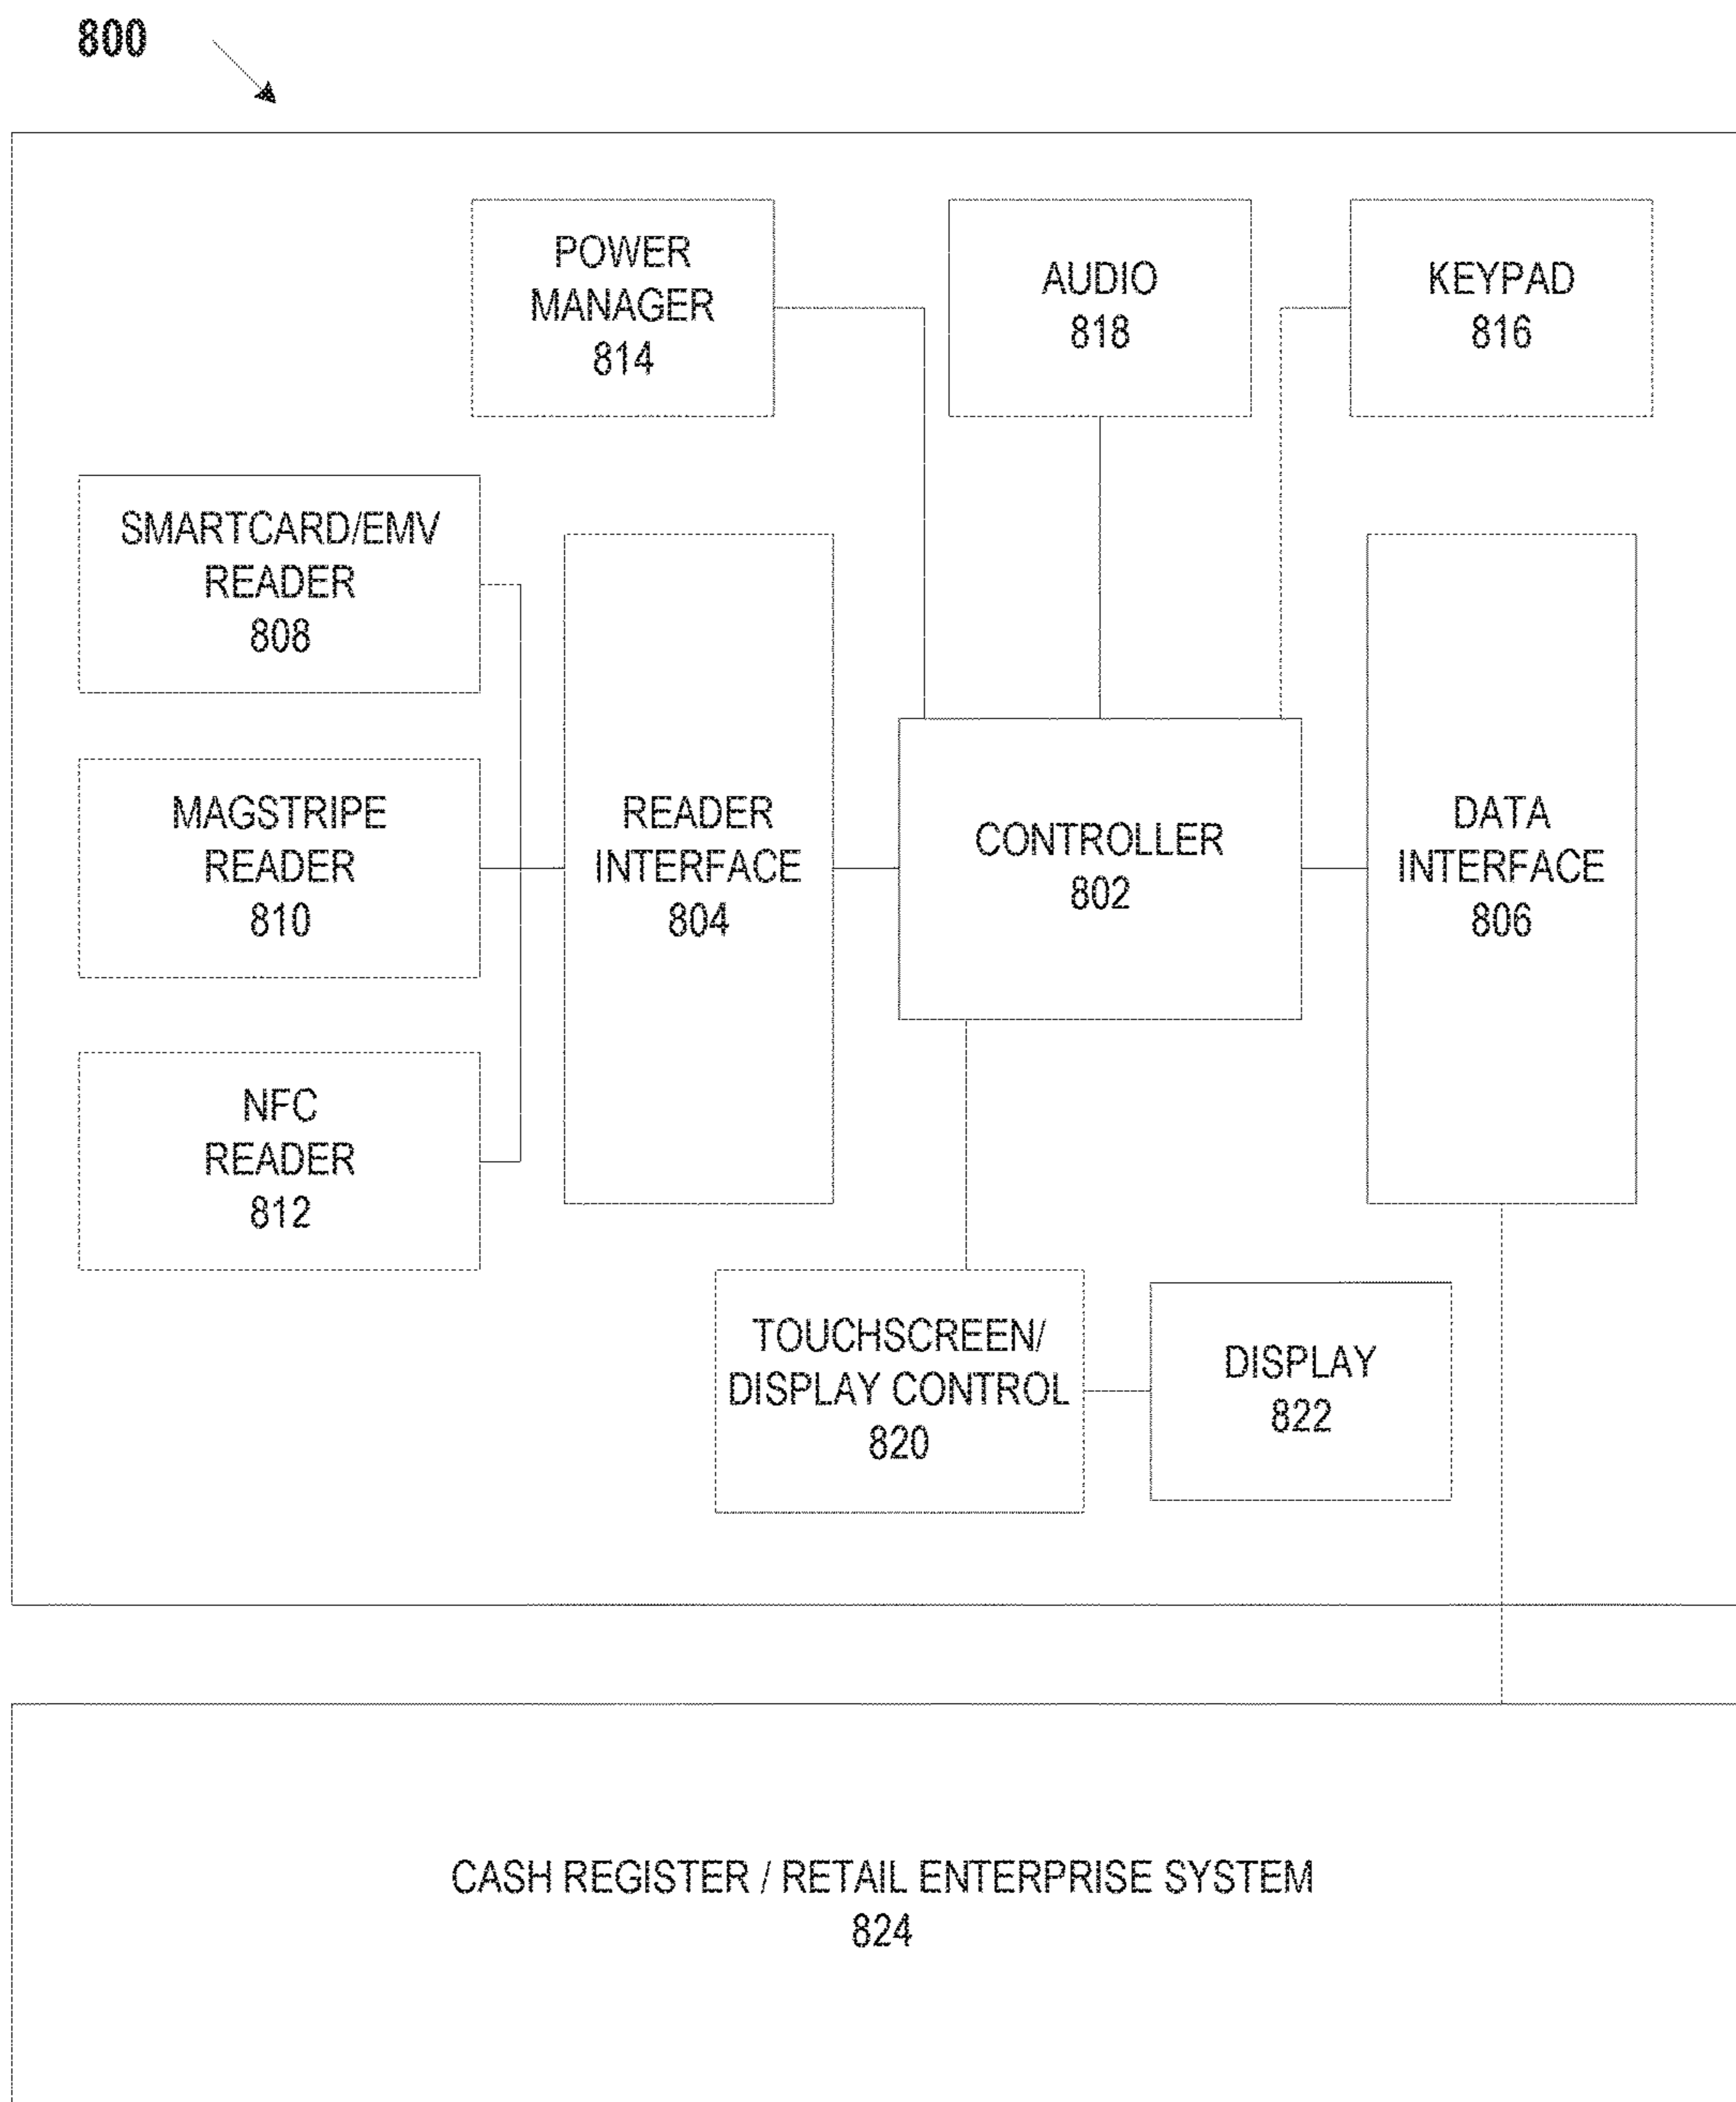 800
POWER
MANAGER
814
AUDIO
818
KEYPAD
816
SMARTCARD/EMV
READER
808
MAGSTRIPE
READER
810
NFC
READER
812
READER
INTERFACE
804
CONTROLLER
802
DATA
INTERFACE
806
TOUCHSCREEN/
DISPLAY CONTROL
820
DISPLAY
822
CASH REGISTER / RETAIL ENTERPRISE SYSTEM
824